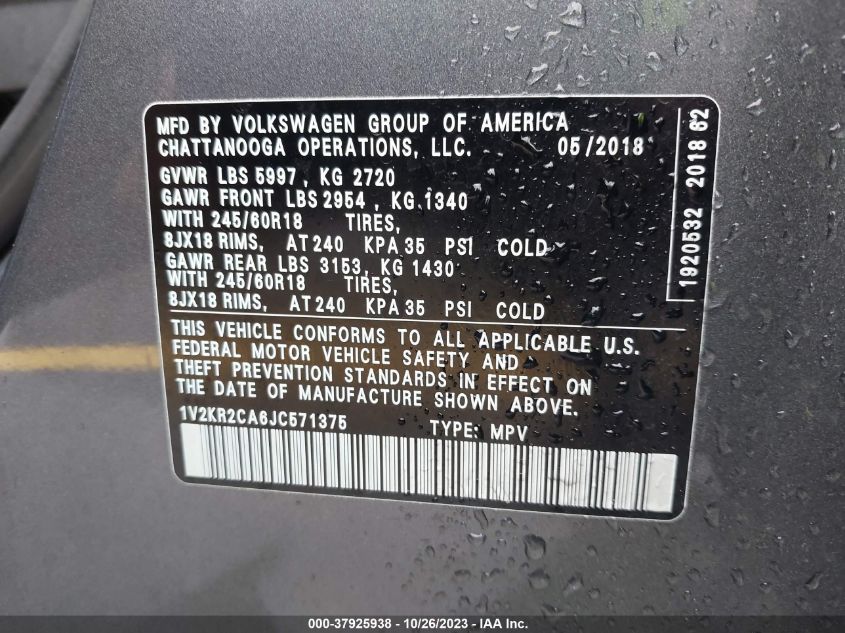 MFD BY VOLKSWAGEN GROUP OF AMERICA
CHATTANOOGA OPERATIONS, LLC. 05/2018
GVWR LBS 5997, KG 2720
GAWR FRONT LBS 2954, KG 1340
WITH 245/60R18 TIRES,
8JX18 RIMS, AT 240 KPA 35 PSI COLD
GAWR REAR LBS 3153, KG 1430
WITH 245/60R18 TIRES,
8JX18 RIMS, AT 240 KPA 35 PSI COLD
THIS VEHICLE CONFORMS TO ALL APPLICABLE U.S.
FEDERAL MOTOR VEHICLE SAFETY AND
THEFT PREVENTION STANDARDS IN EFFECT ON
THE DATE OF MANUFACTURE SHOWN ABOVE.
1V2KR2CA6JC571375 TYPE: MPV
1920532 2018 62
000-37925938 - 10/26/2023 - IAA Inc.